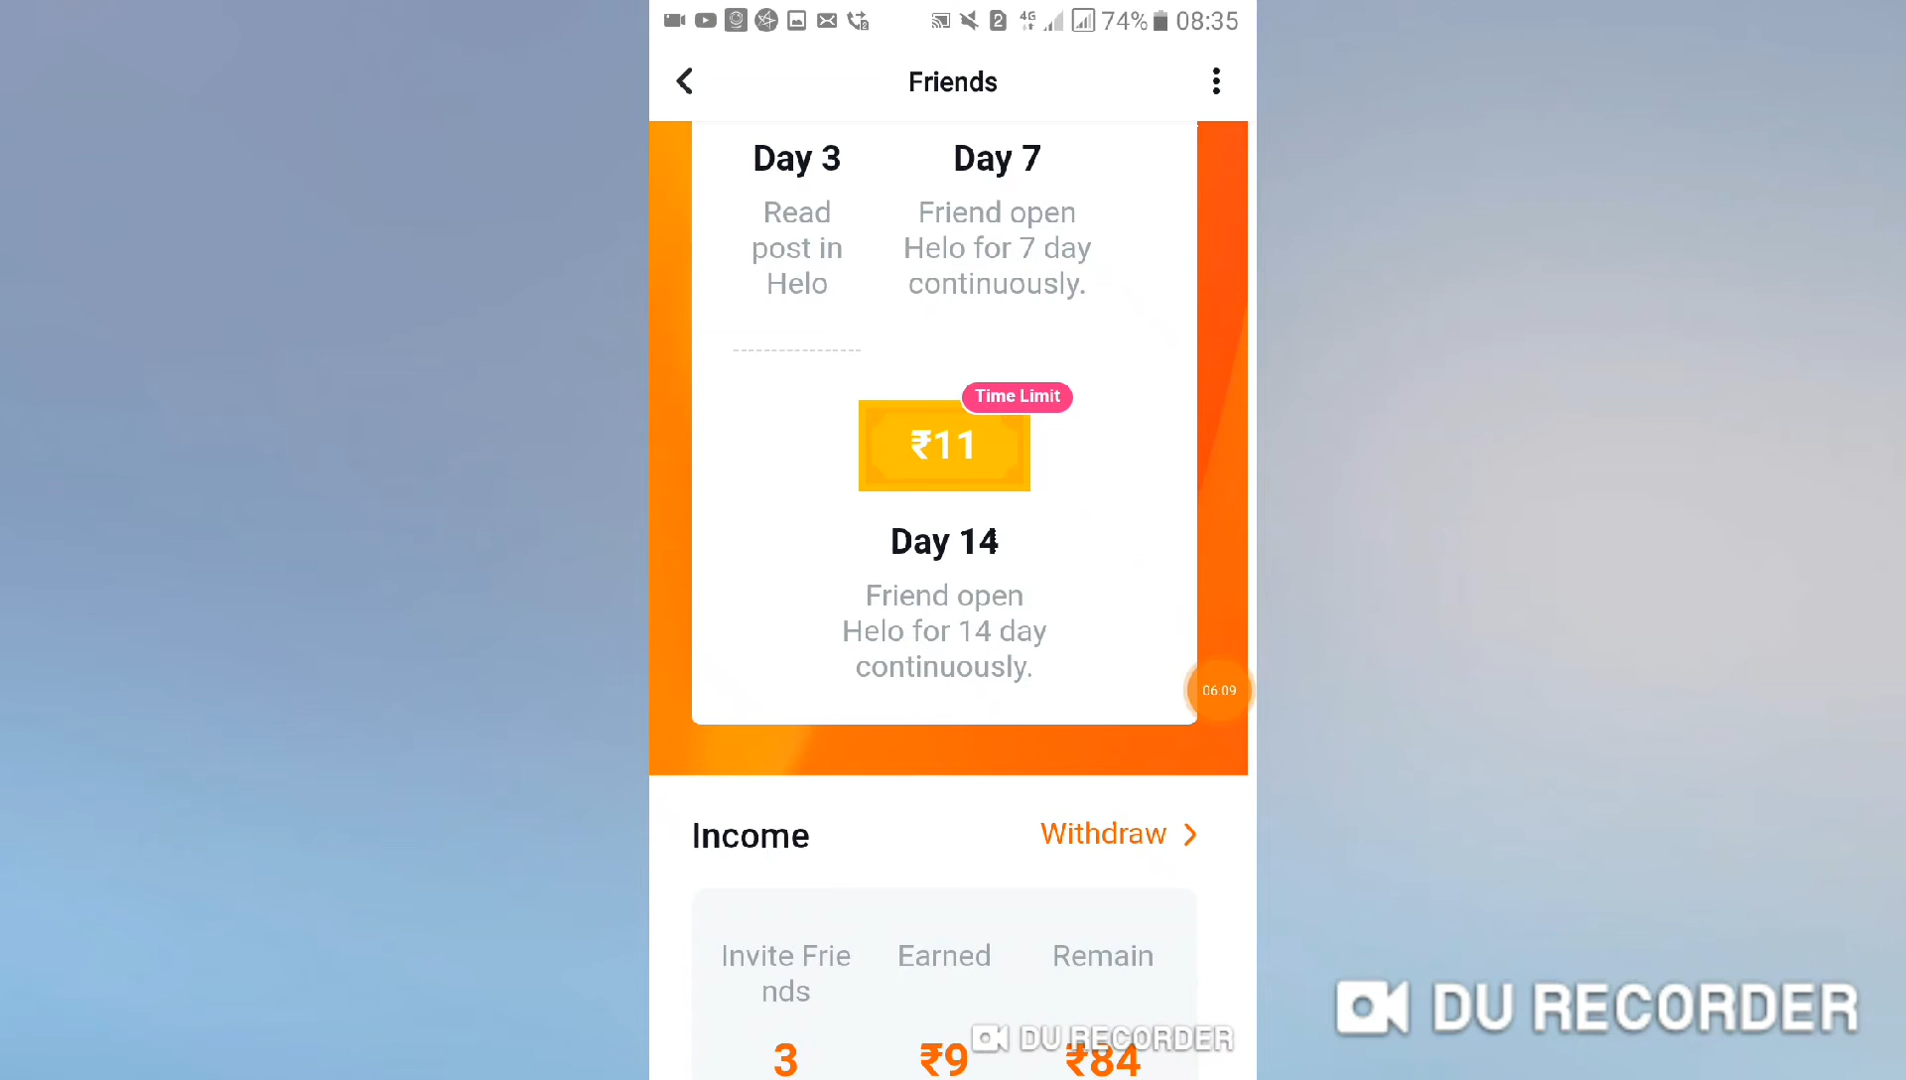 2 4G 74% 08:35
Friends
Day 3
Read
post in
Helo
Day 7
Friend open
Helo for 7 day
continuously.
Time Limit
₹11
Day 14
Friend open
Helo for 14 day
continuously.
06:09
Income
Withdraw
Invite Frie
nds
3
Earned
₹9
Remain
₹84
DU RECORDER
DU RECORDER